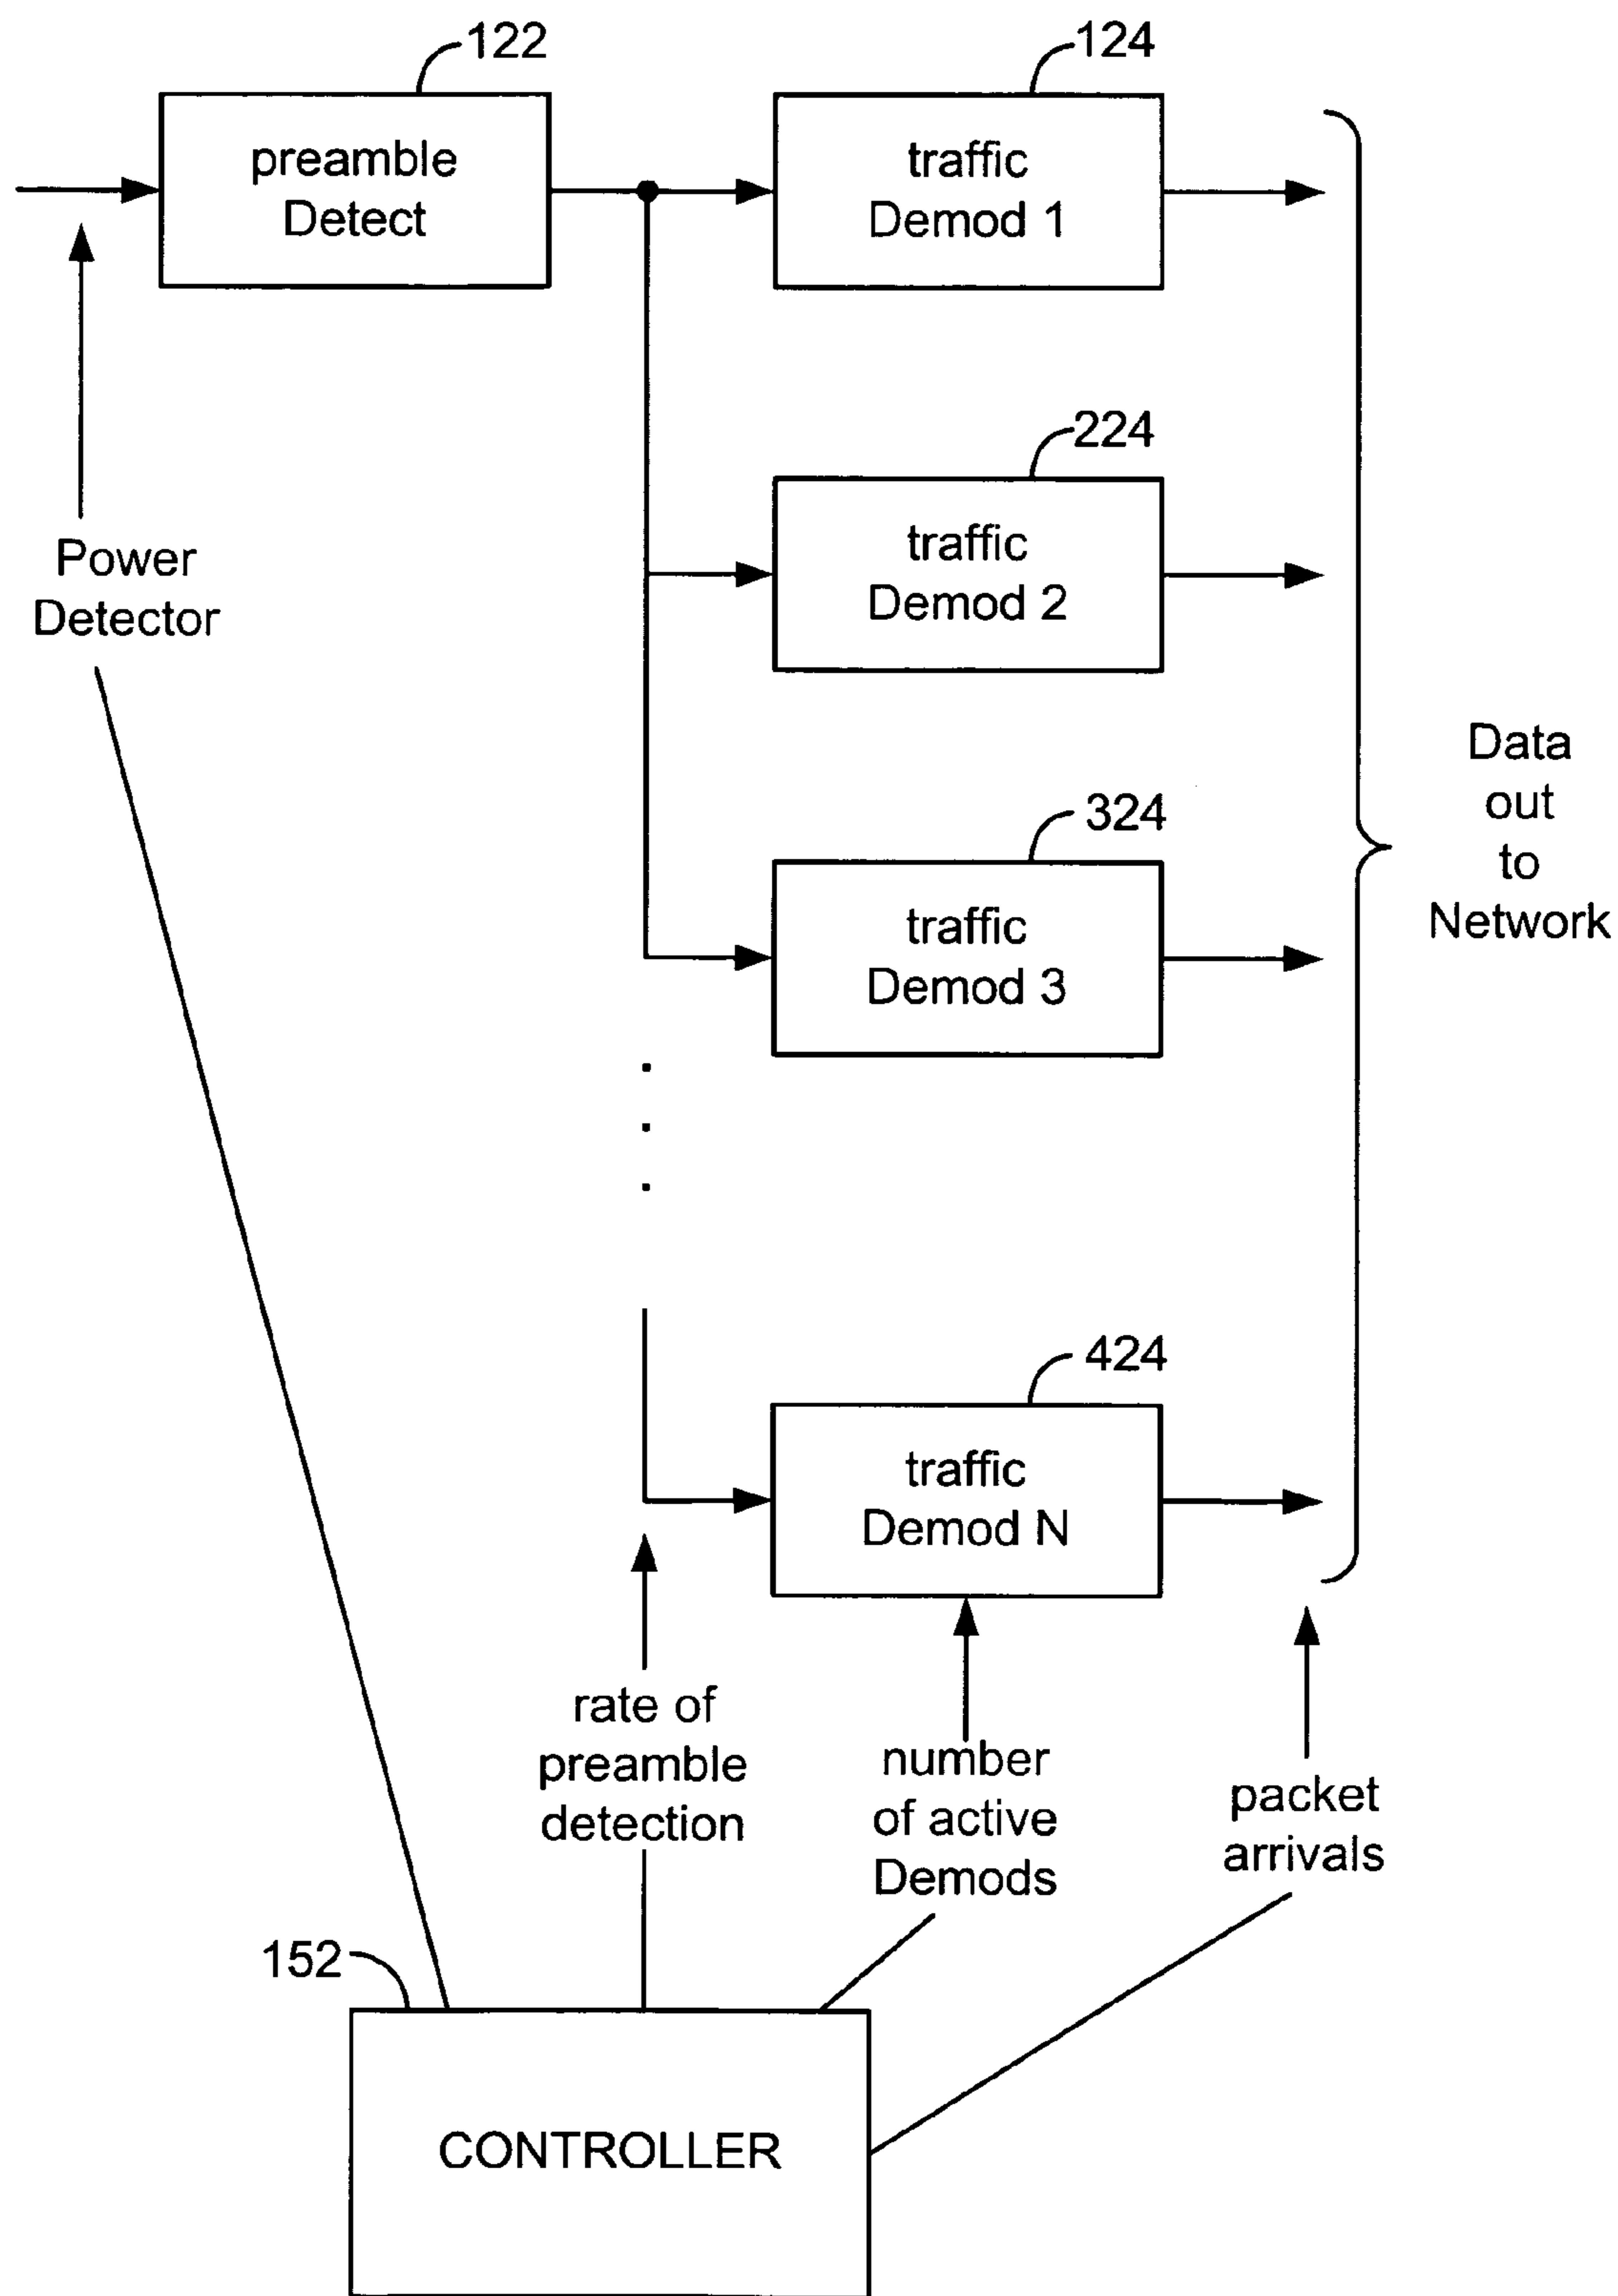 122
124
preamble
Detect
traffic
Demod 1
224
traffic
Demod 2
Power
Detector
324
traffic
Demod 3
Data
out
to
Network
424
traffic
Demod N
rate of
preamble
detection
number
of active
Demods
packet
arrivals
152
CONTROLLER